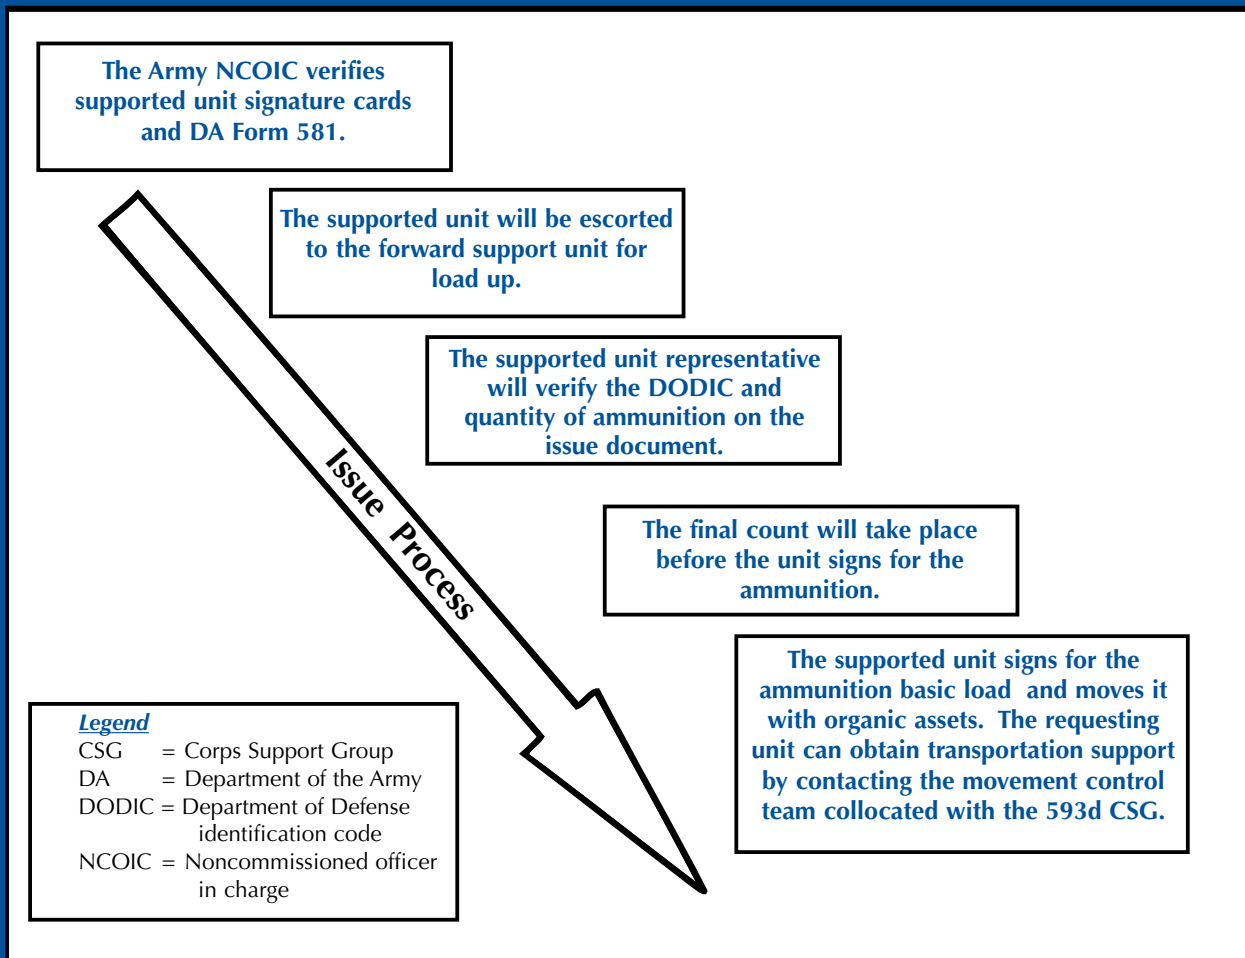 The Army NCOIC verifies
supported unit signature cards
and DA Form 581.
The supported unit will be escorted
to the forward support unit for
load up.
The supported unit representative
will verify the DODIC and
quantity of ammunition on the
issue document.
Issue Process
The final count will take place
before the unit signs for the
ammunition.
The supported unit signs for the
ammunition basic load and moves it
with organic assets. The requesting
unit can obtain transportation support
by contacting the movement control
team collocated with the 593d CSG.
Legend
CSG = Corps Support Group
DA = Department of the Army
DODIC = Department of Defense
identification code
NCOIC = Noncommissioned officer
in charge